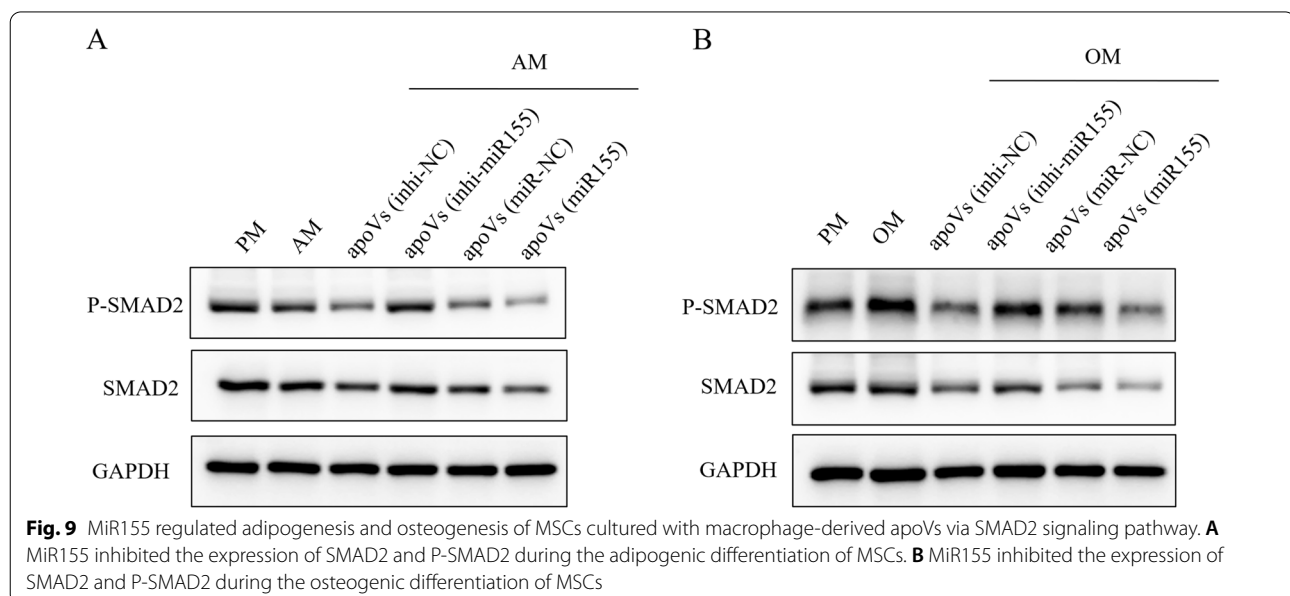 A
AM
PM
AM
apoVs (inhi-NC)
apoVs (inhi-miR155)
apoVs (miR-NC)
apoVs (miR155)
P-SMAD2
SMAD2
GAPDH
B
OM
PM
OM
apoVs (inhi-NC)
apoVs (inhi-miR155)
apoVs (miR-NC)
apoVs (miR155)
P-SMAD2
SMAD2
GAPDH
Fig. 9 MiR155 regulated adipogenesis and osteogenesis of MSCs cultured with macrophage-derived apoVs via SMAD2 signaling pathway. A
MiR155 inhibited the expression of SMAD2 and P-SMAD2 during the adipogenic differentiation of MSCs. B MiR155 inhibited the expression of
SMAD2 and P-SMAD2 during the osteogenic differentiation of MSCs